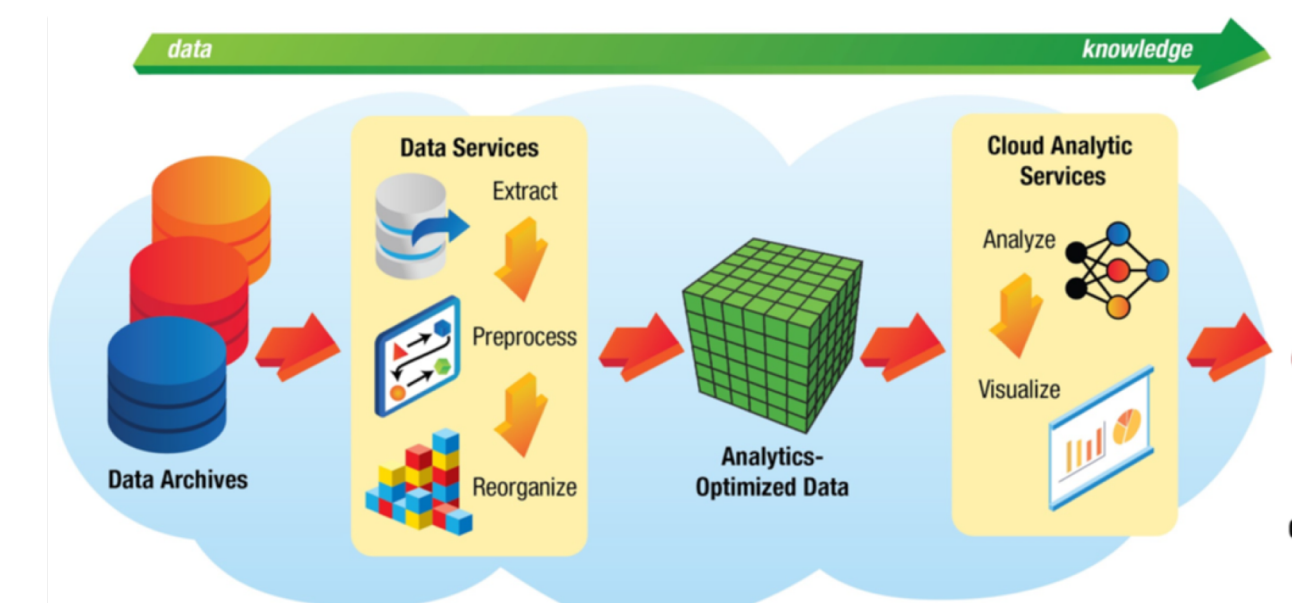 data
knowledge
Data Services
Extract
Preprocess
Reorganize
Data Archives
Analytics-
Optimized Data
Cloud Analytic
Services
Analyze
Visualize